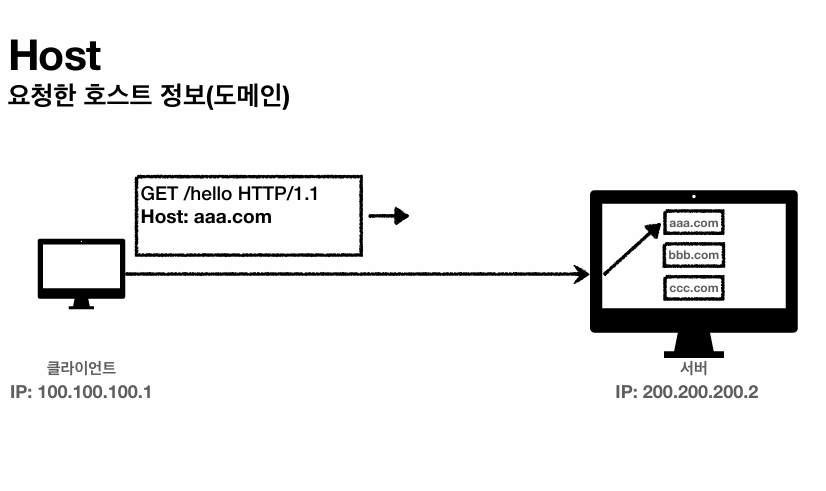 Host
요청한 호스트 정보(도메인)
GET /hello HTTP/1.1
Host: aaa.com
aaa.com
bbb.com
ccc.com
클라이언트
IP: 100.100.100.1
서버
IP: 200.200.200.2